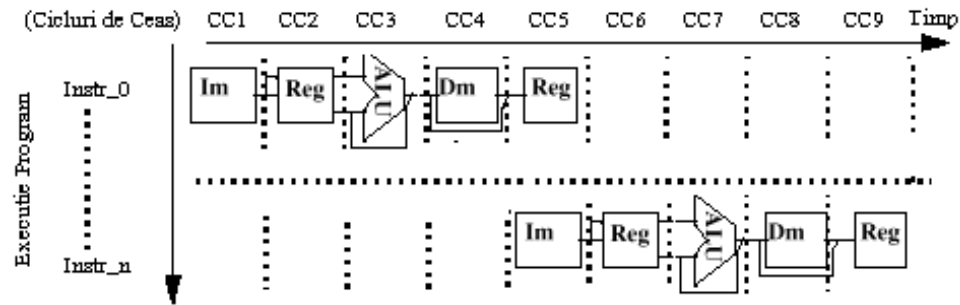 (Cicluri de Ceas) CC1 CC2 CC3 CC4 CC5 CC6 CC7 CC8 CC9 Timp
Instr_0 Im Reg ALU Dm Reg
Executie Program
Instr_n Im Reg ALU Dm Reg